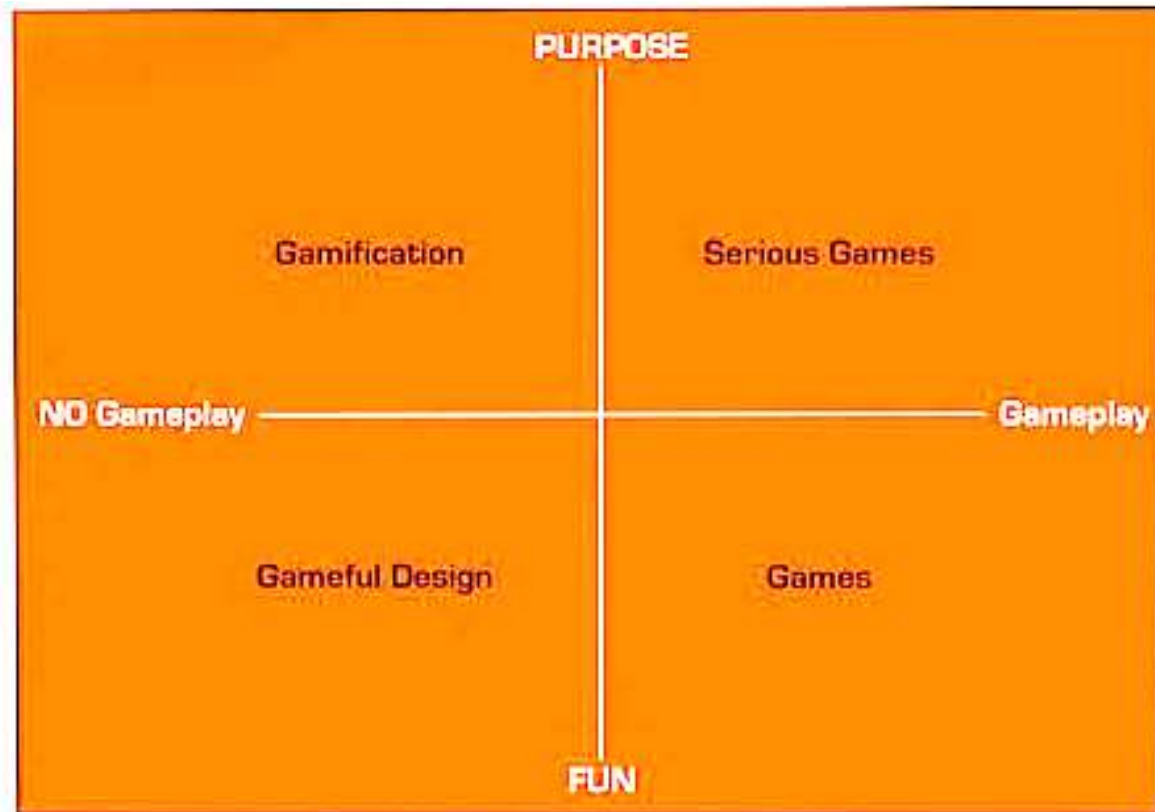 PURPOSE
Gamification
Serious Games
NO Gameplay
Gameplay
Gameful Design
Games
FUN